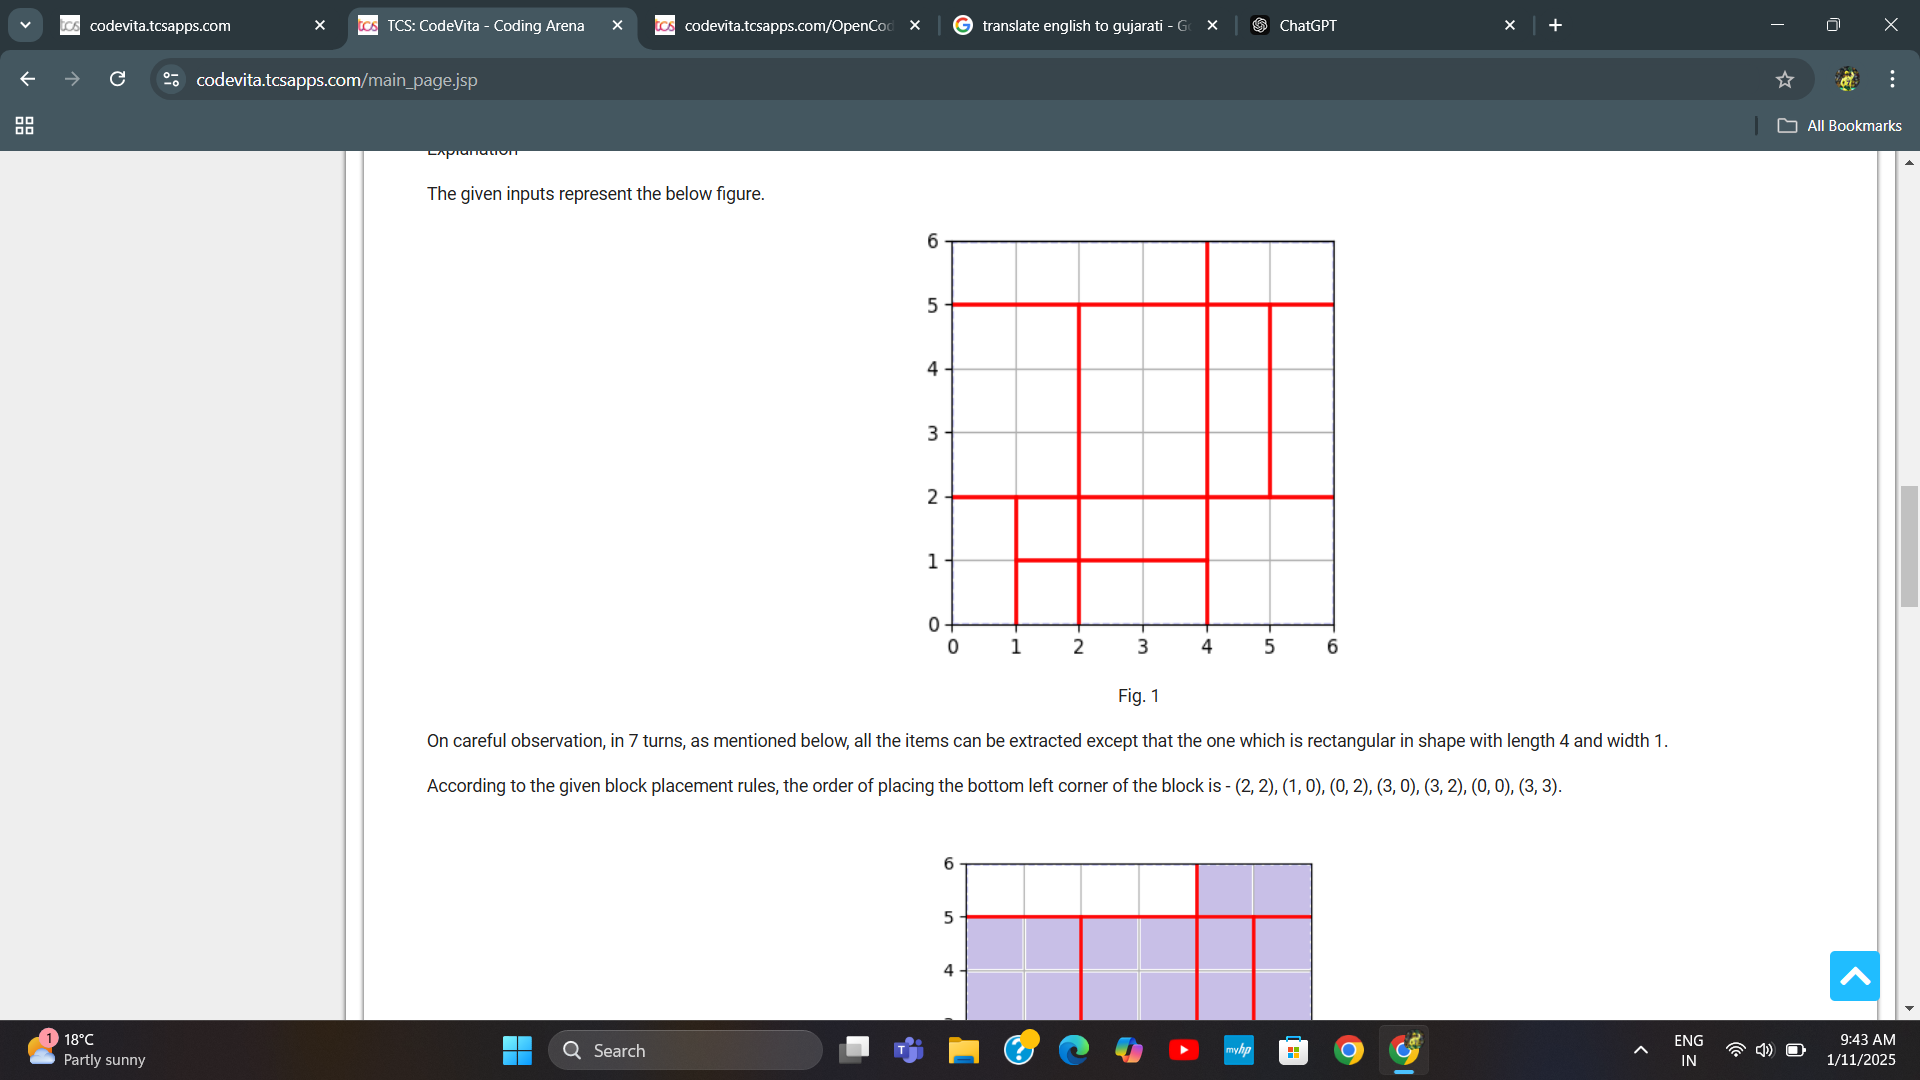 codevita.tcsapps.com
TCS: CodeVita - Coding Arena
codevita.tcsapps.com/OpenCod
translate english to gujarati - G
ChatGPT
codevita.tcsapps.com/main_page.jsp
All Bookmarks
Explanation
The given inputs represent the below figure.
6
5
4
3
2
1
0
0 1 2 3 4 5 6
Fig. 1
On careful observation, in 7 turns, as mentioned below, all the items can be extracted except that the one which is rectangular in shape with length 4 and width 1.
According to the given block placement rules, the order of placing the bottom left corner of the block is - (2, 2), (1, 0), (0, 2), (3, 0), (3, 2), (0, 0), (3, 3).
6
5
4
1
18°C
Partly sunny
Search
myhp
ENG
IN
9:43 AM
1/11/2025